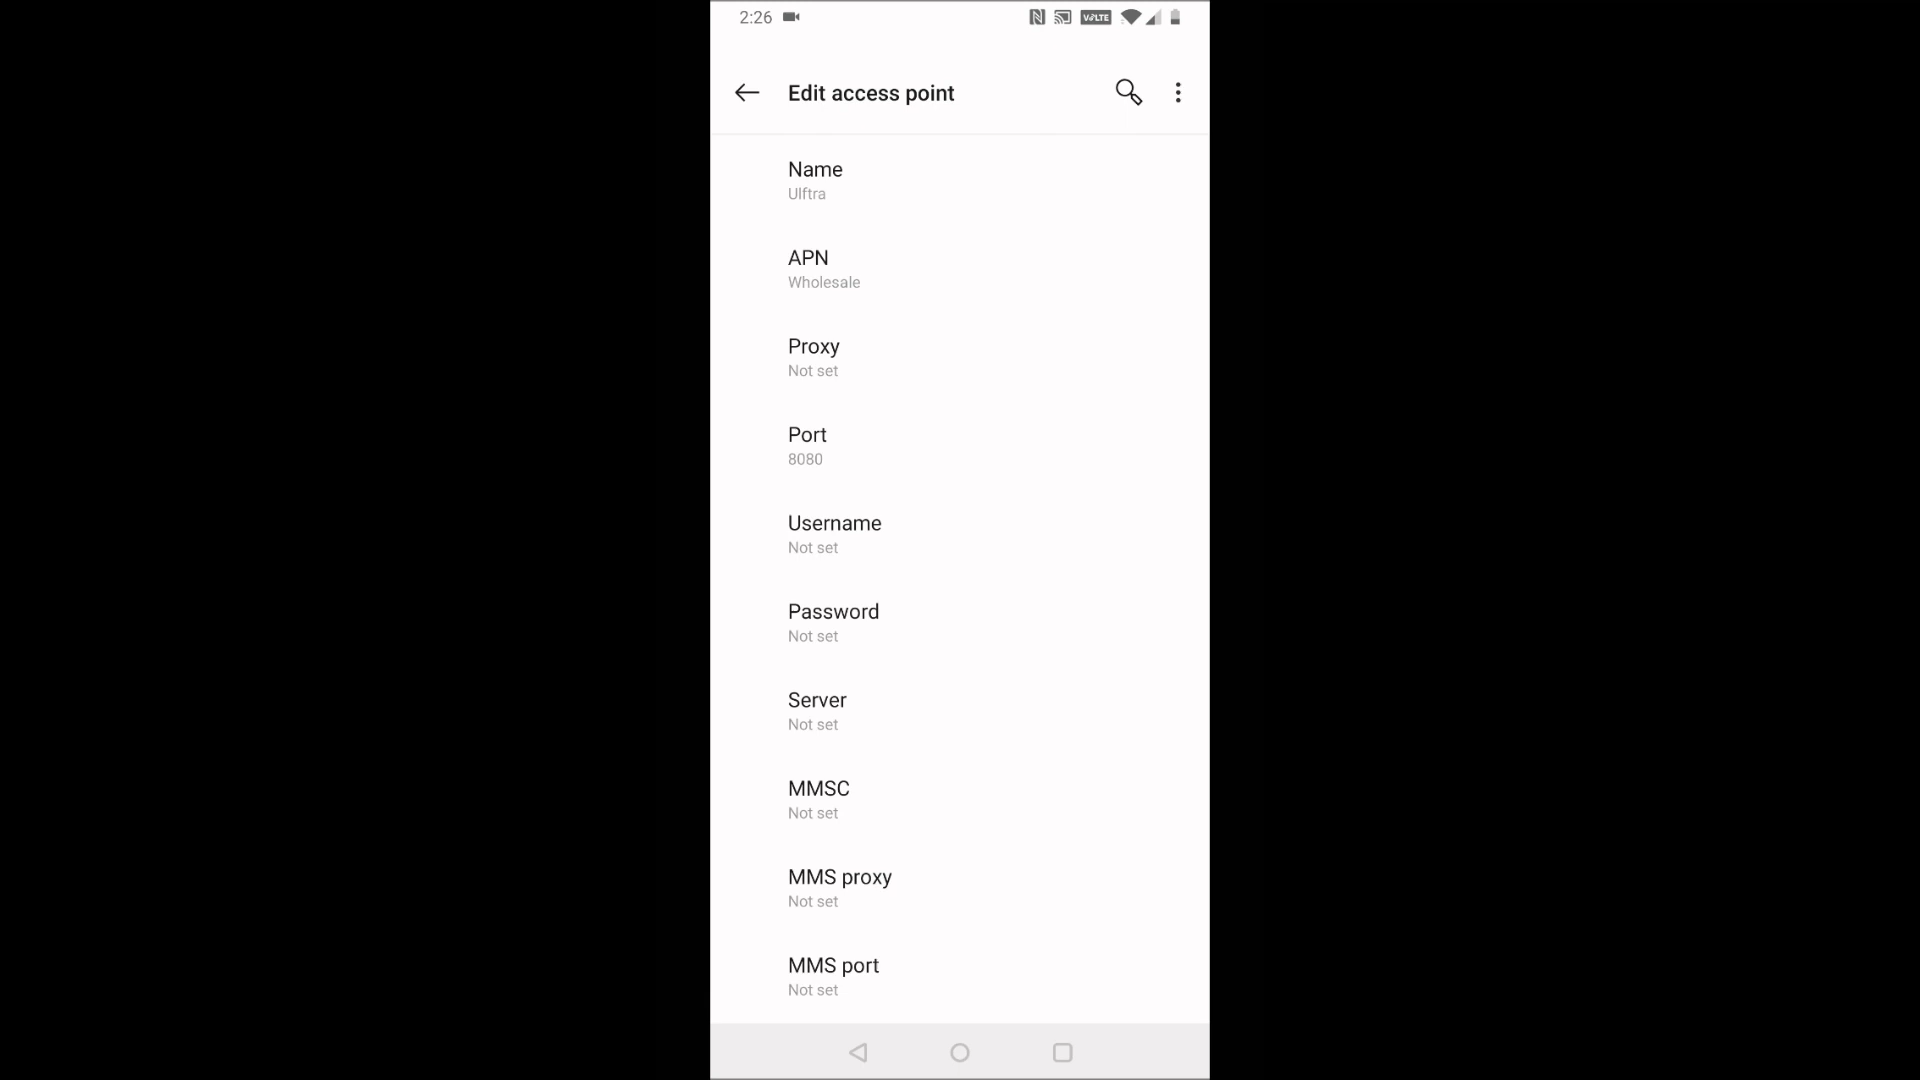 2:26
VoLTE
Edit access point
Name
Ulftra
APN
Wholesale
Proxy
Not set
Port
8080
Username
Not set
Password
Not set
Server
Not set
MMSC
Not set
MMS proxy
Not set
MMS port
Not set